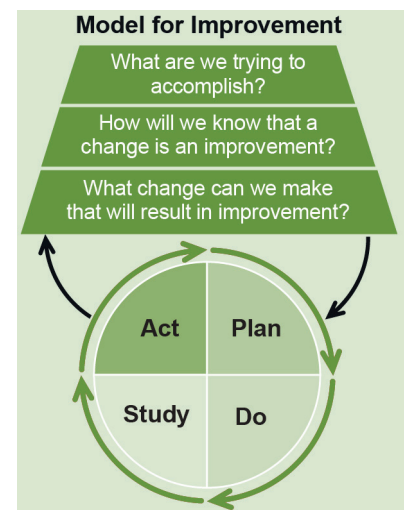 Model for Improvement
What are we trying to
accomplish?
How will we know that a
change is an improvement?
What change can we make
that will result in improvement?
Act
Plan
Study
Do